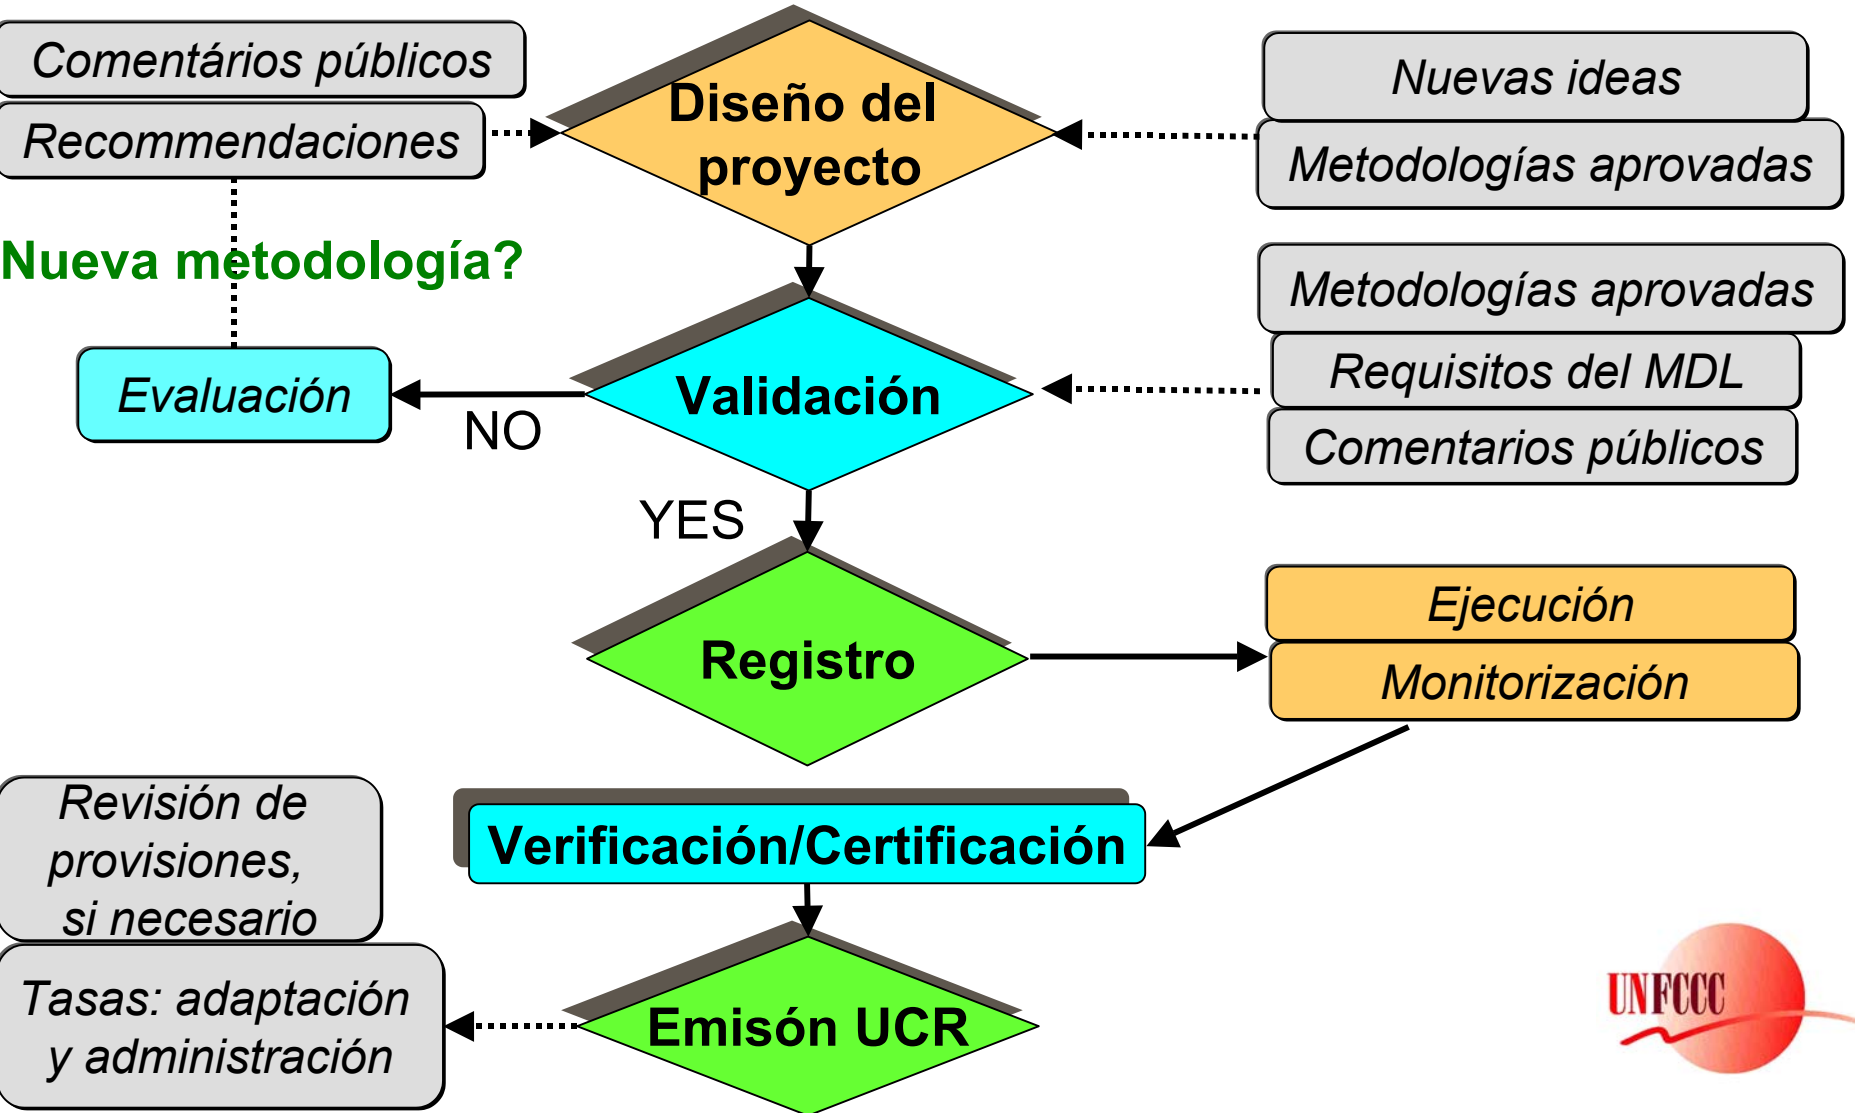 Comentários públicos
Recommendaciones
Diseño del
proyecto
Nuevas ideas
Metodologías aprovadas
Nueva metodología?
Metodologías aprovadas
Requisitos del MDL
Comentarios públicos
Evaluación
NO
Validación
YES
Registro
Ejecución
Monitorización
Revisión de
provisiones,
si necesario
Verificación/Certificación
Tasas: adaptación
y administración
Emisón UCR
UNFCCC